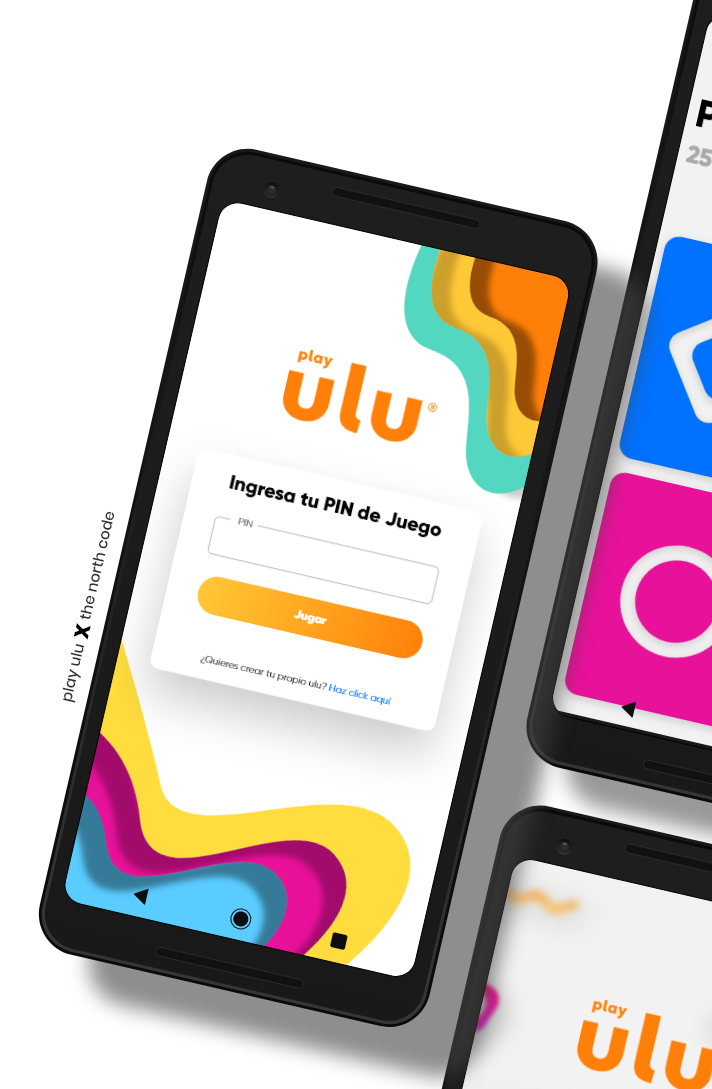 P
25
play
ulu®
Ingresa tu PIN de Juego
PIN
Jugar
¿Quieres crear tu propio ulu? Haz click aquí
play ulu X the north code
play
ulu